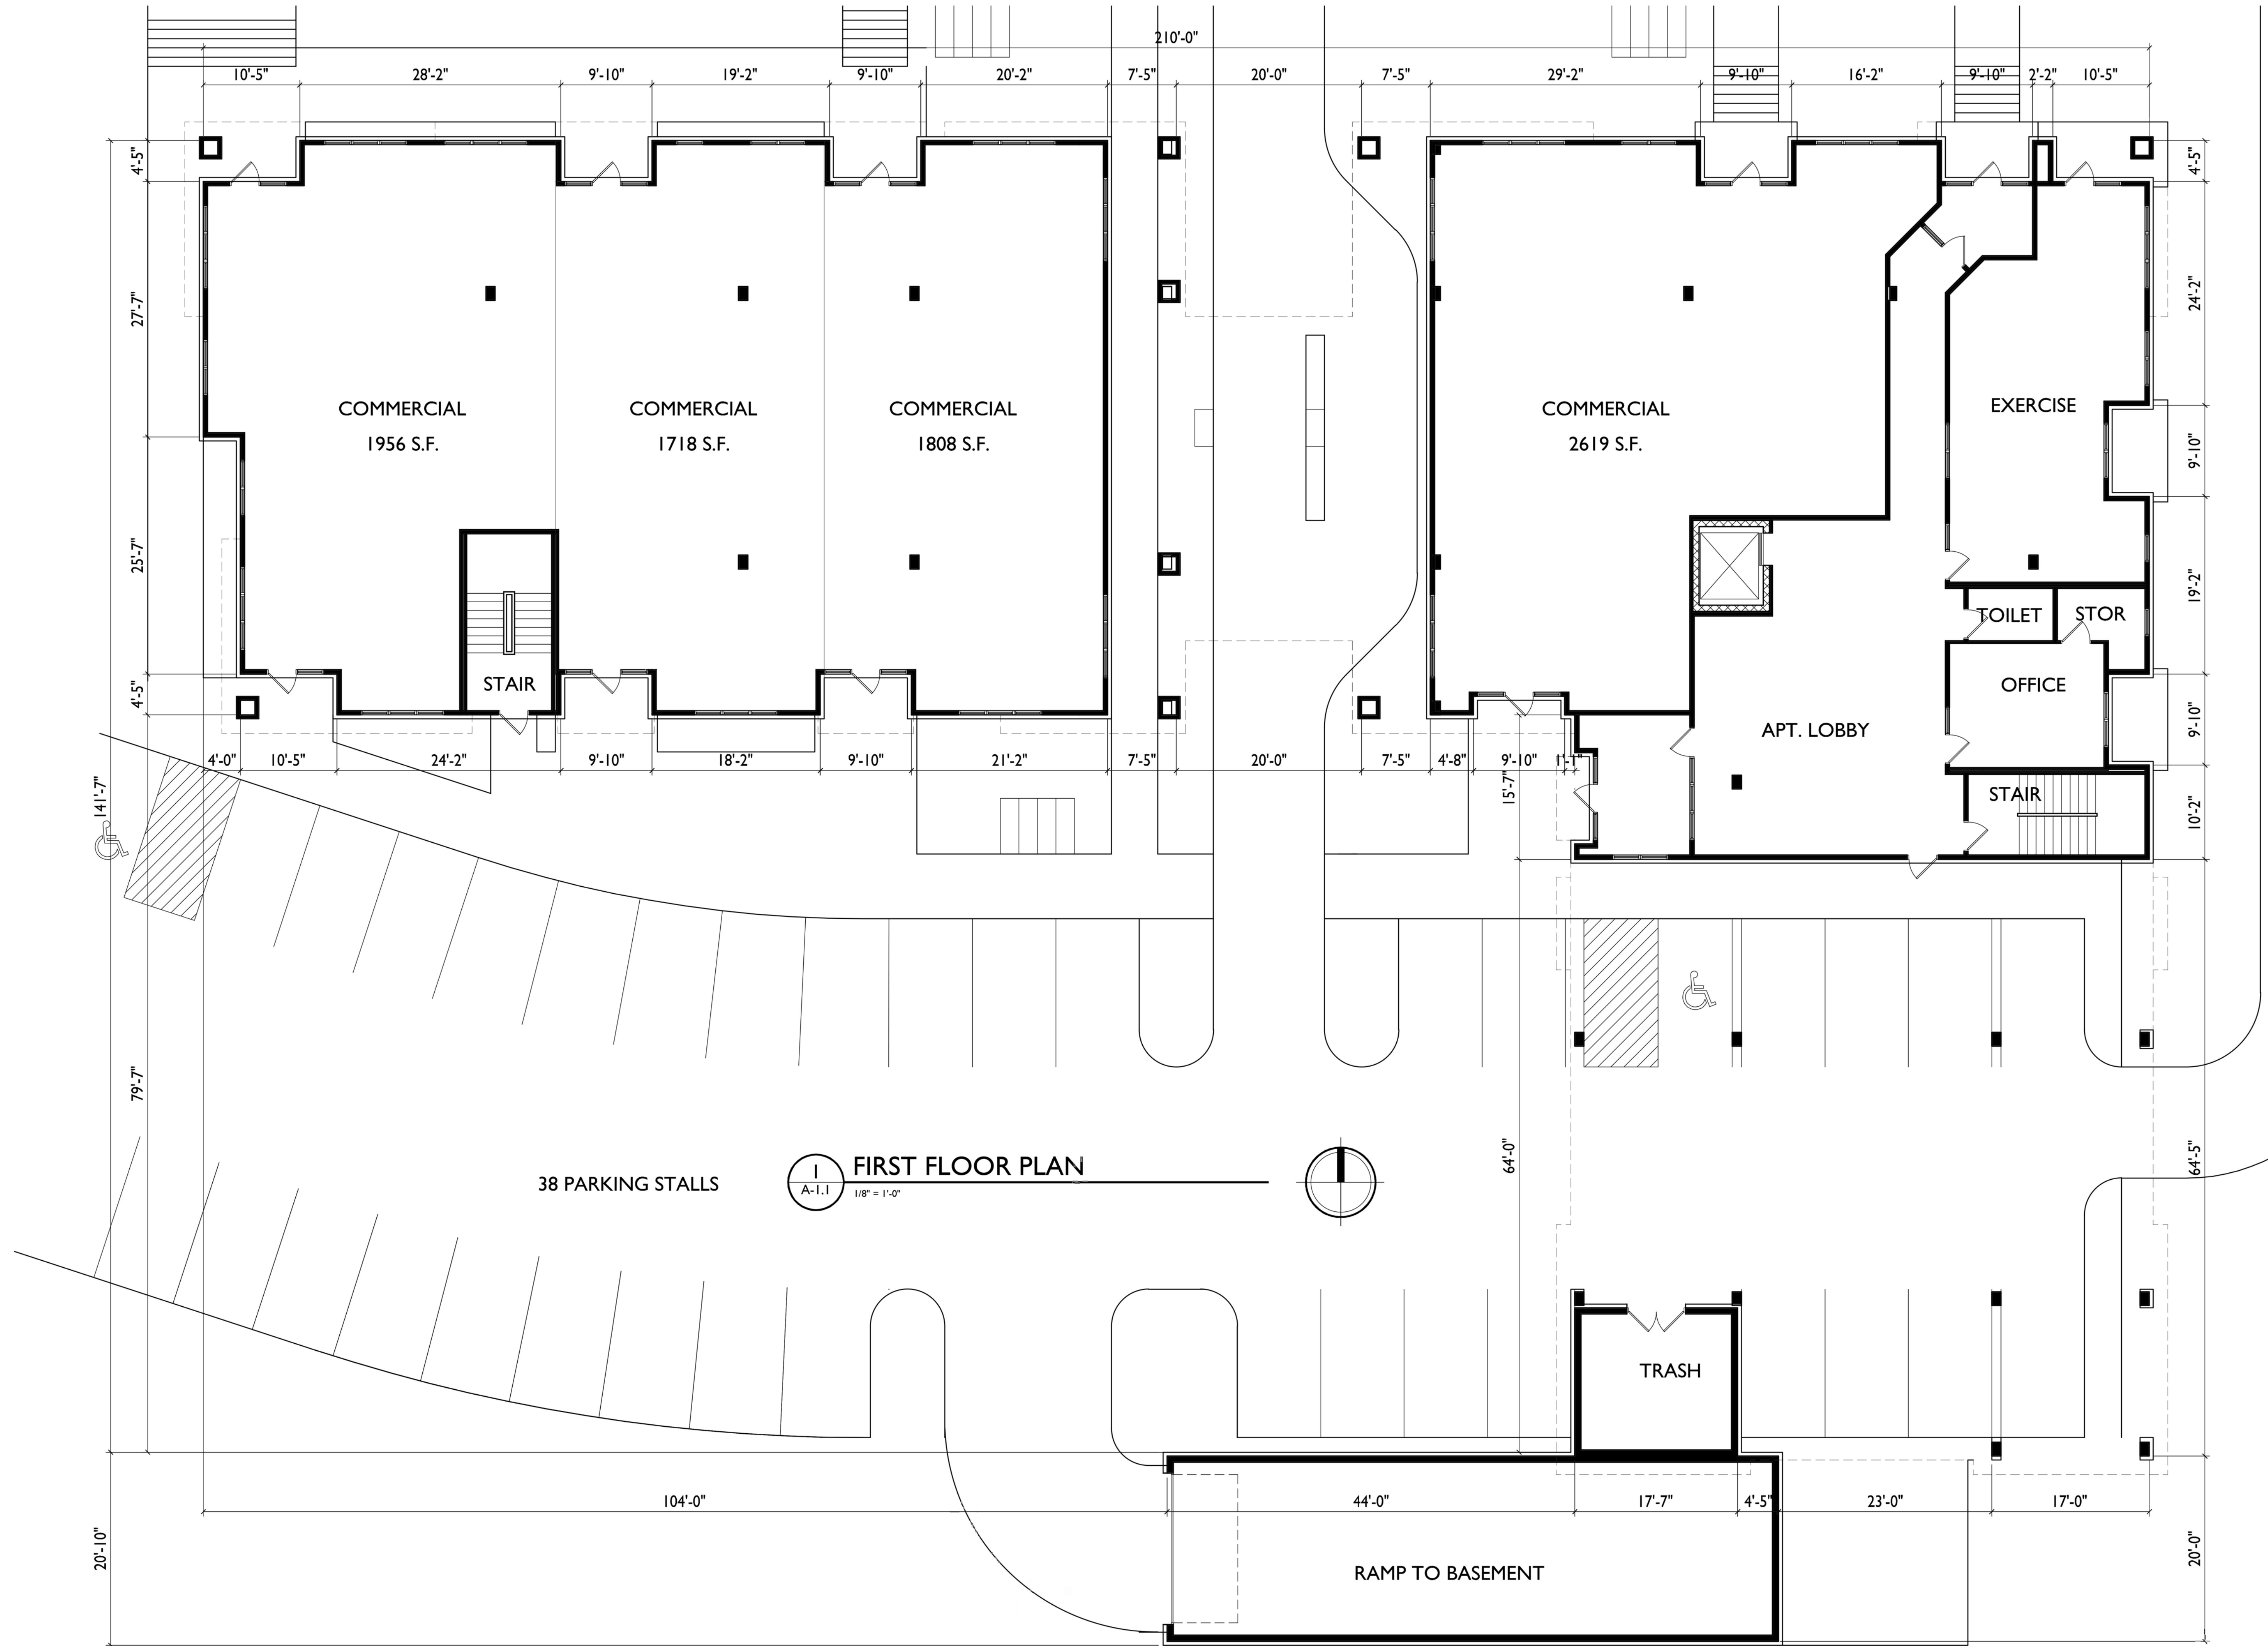 210'-0"
10'-5" 28'-2" 9'-10" 19'-2" 9'-10" 20'-2" 7'-5" 20'-0" 7'-5" 29'-2" 9'-10" 16'-2" 9'-10" 2'-2" 10'-5"
4'-5"
4'-5"
27'-7"
24'-2"
COMMERCIAL
1956 S.F.
COMMERCIAL
1718 S.F.
COMMERCIAL
1808 S.F.
COMMERCIAL
2619 S.F.
EXERCISE
9'-10"
25'-7"
19'-2"
TOILET
STOR
STAIR
OFFICE
4'-5"
9'-10"
APT. LOBBY
4'-0" 10'-5" 24'-2" 9'-10" 18'-2" 9'-10" 21'-2" 7'-5" 20'-0" 7'-5" 4'-8" 9'-10" 1'-1"
15'-7"
STAIR
10'-2"
141'-7"
79'-7"
64'-0"
64'-5"
38 PARKING STALLS
1
A-1.1
FIRST FLOOR PLAN
1/8" = 1'-0"
TRASH
104'-0" 44'-0" 17'-7" 4'-5" 23'-0" 17'-0"
20'-10"
20'-0"
RAMP TO BASEMENT